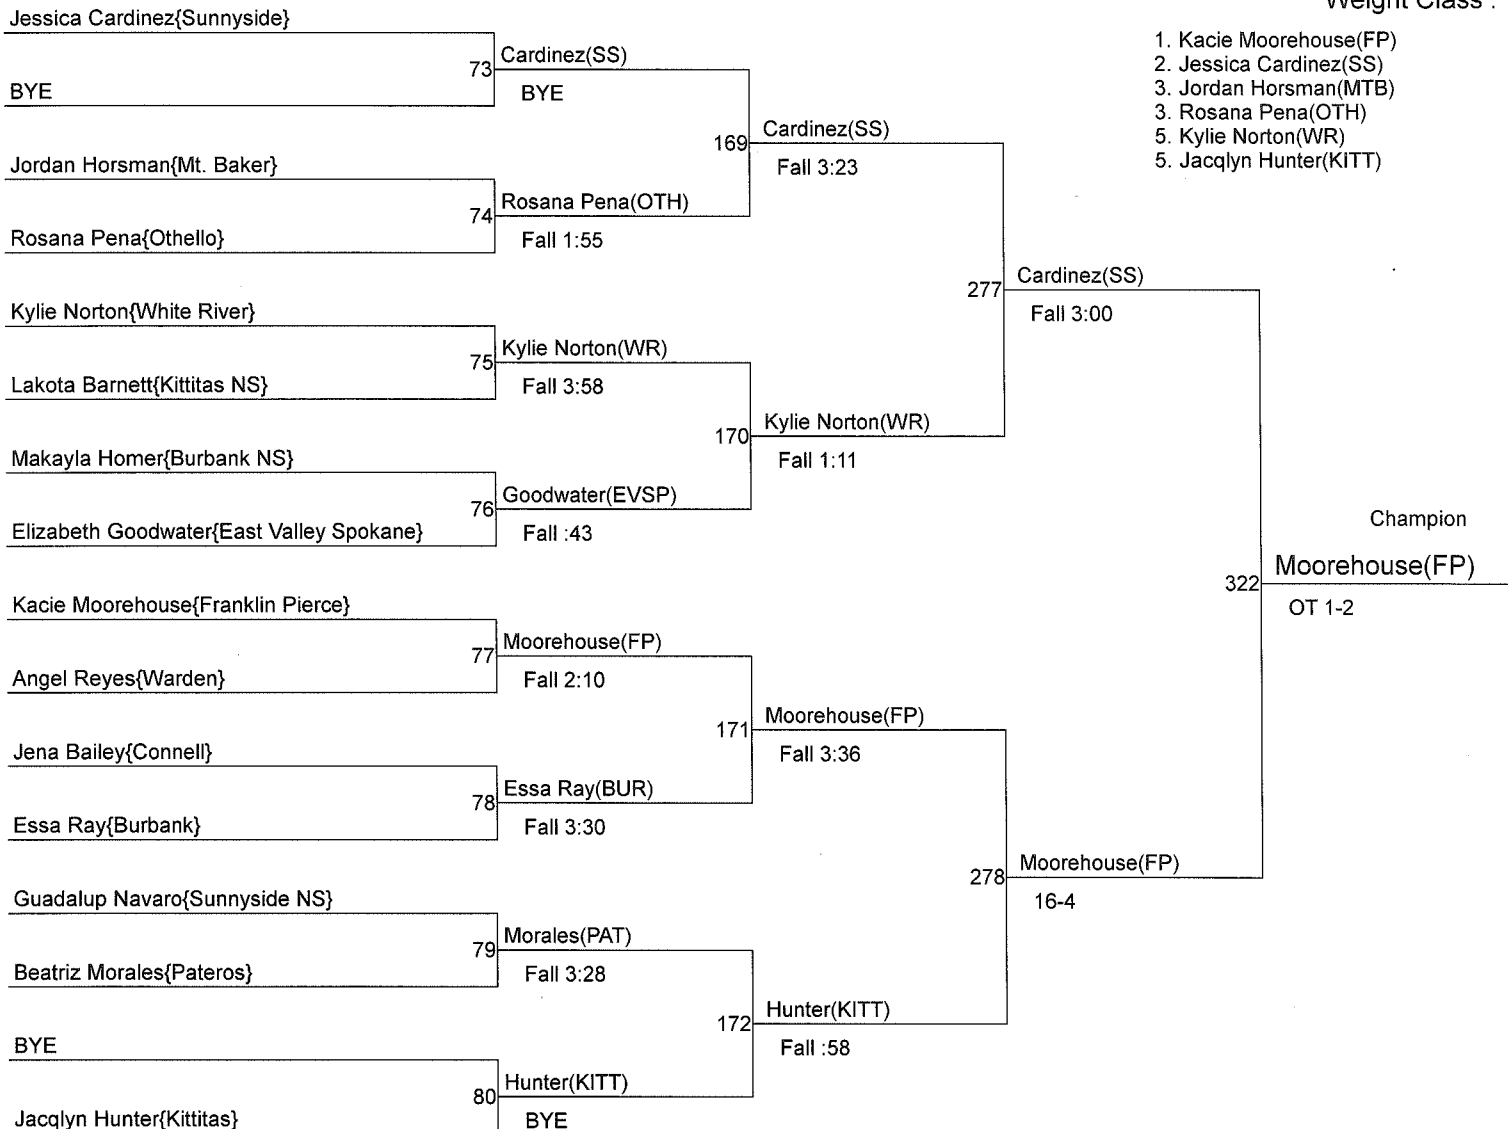 Weight Class :
1. Kacie Moorehouse(FP)
2. Jessica Cardinez(SS)
3. Jordan Horsman(MTB)
3. Rosana Pena(OTH)
5. Kylie Norton(WR)
5. Jacqlyn Hunter(KITT)
Jessica Cardinez{Sunnyside}
BYE
73
Cardinez(SS)
BYE
Jordan Horsman{Mt. Baker}
Rosana Pena{Othello}
74
Rosana Pena(OTH)
Fall 1:55
169
Cardinez(SS)
Fall 3:23
Kylie Norton{White River}
Lakota Barnett{Kittitas NS}
75
Kylie Norton(WR)
Fall 3:58
Makayla Homer{Burbank NS}
Elizabeth Goodwater{East Valley Spokane}
76
Goodwater(EVSP)
Fall :43
170
Kylie Norton(WR)
Fall 1:11
277
Cardinez(SS)
Fall 3:00
Kacie Moorehouse{Franklin Pierce}
Angel Reyes{Warden}
77
Moorehouse(FP)
Fall 2:10
Jena Bailey{Connell}
Essa Ray{Burbank}
78
Essa Ray(BUR)
Fall 3:30
171
Moorehouse(FP)
Fall 3:36
Guadalup Navaro{Sunnyside NS}
Beatriz Morales{Pateros}
79
Morales(PAT)
Fall 3:28
BYE
Jacqlyn Hunter{Kittitas}
80
Hunter(KITT)
BYE
172
Hunter(KITT)
Fall :58
278
Moorehouse(FP)
16-4
322
Champion
Moorehouse(FP)
OT 1-2